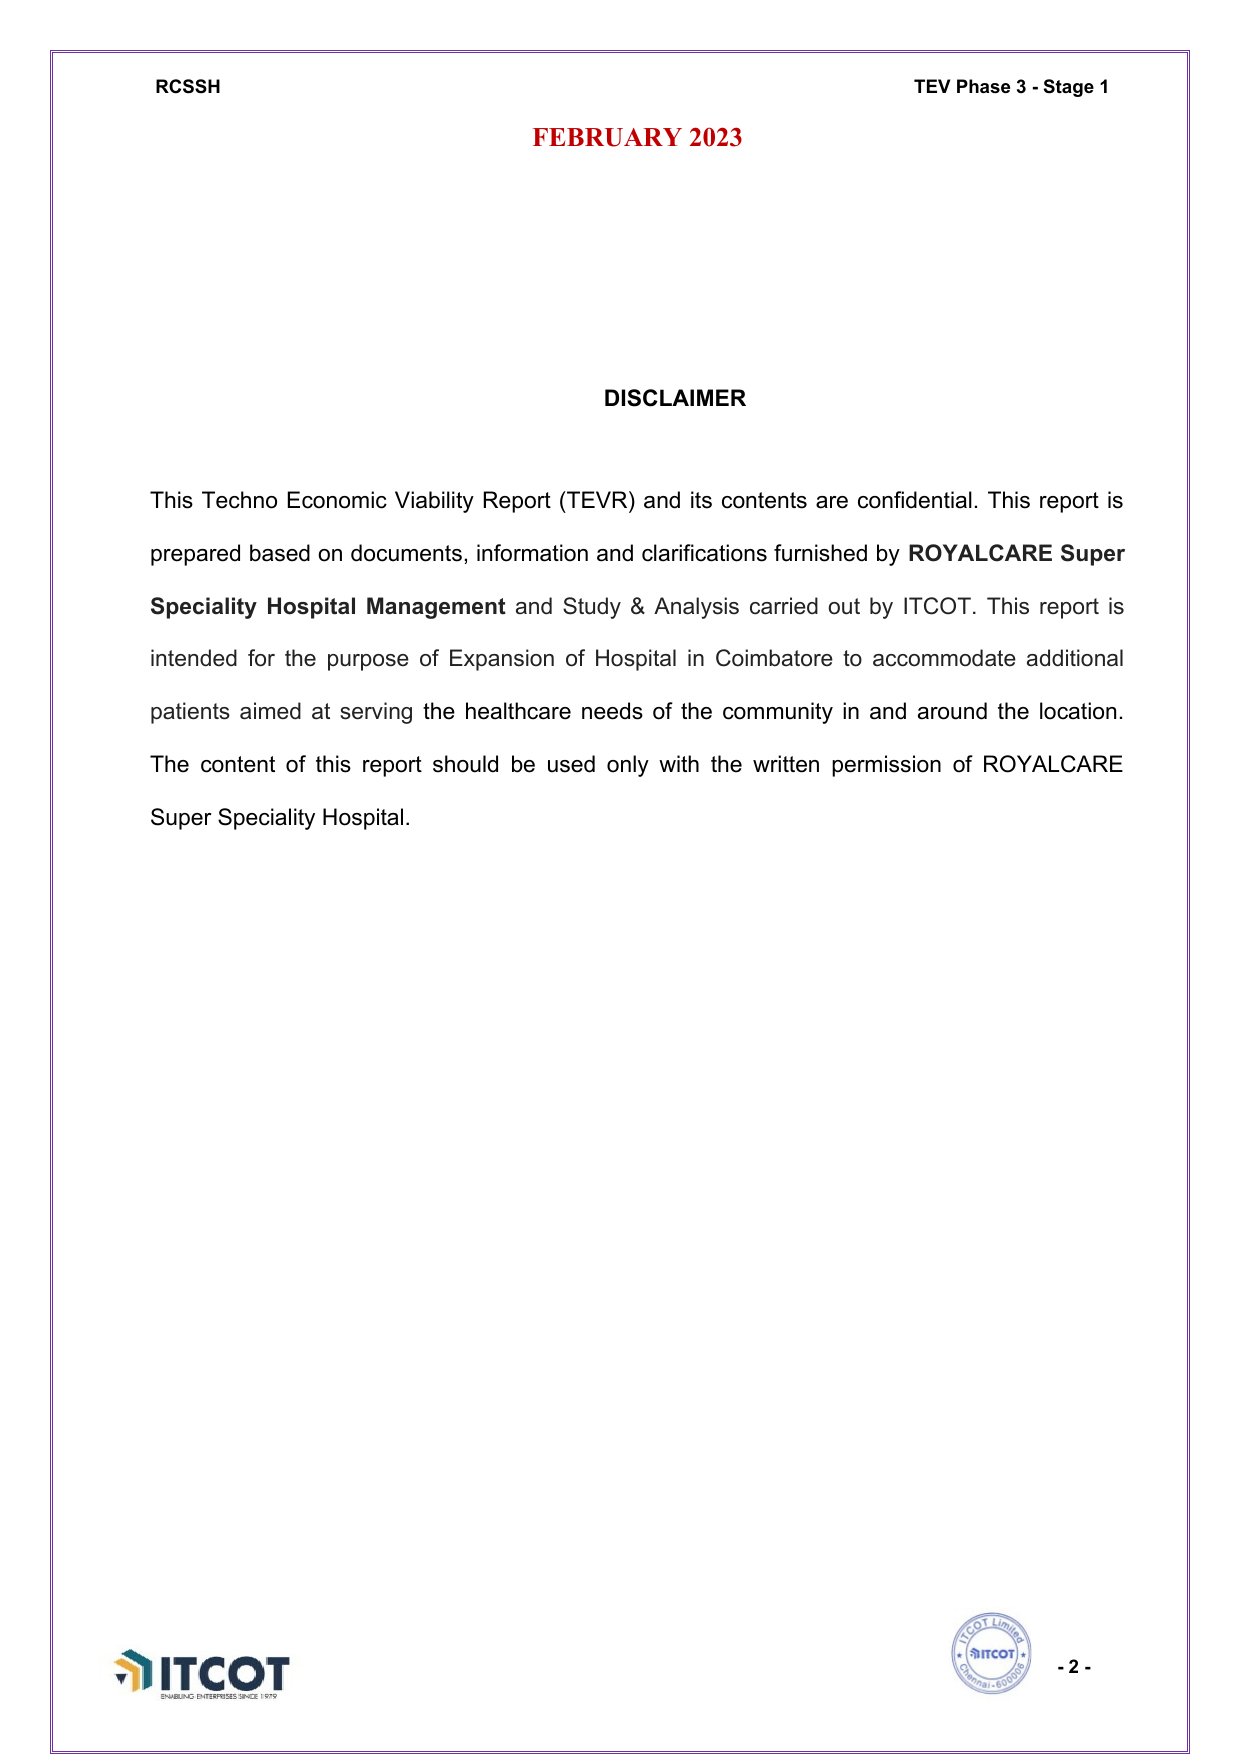 RCSSH TEV Phase 3 - Stage 1
FEBRUARY 2023
DISCLAIMER
This Techno Economic Viability Report (TEVR) and its contents are confidential. This report is
prepared based on documents, information and clarifications furnished by ROYALCARE Super
Speciality Hospital Management and Study & Analysis carried out by ITCOT. This report is
intended for the purpose of Expansion of Hospital in Coimbatore to accommodate additional
patients aimed at serving the healthcare needs of the community in and around the location.
The content of this report should be used only with the written permission of ROYALCARE
Super Speciality Hospital.
ITCOT
ENABLING ENTERPRISES SINCE 1979
ITCOT Limited
ITCOT
Chennai-600006
- 2 -